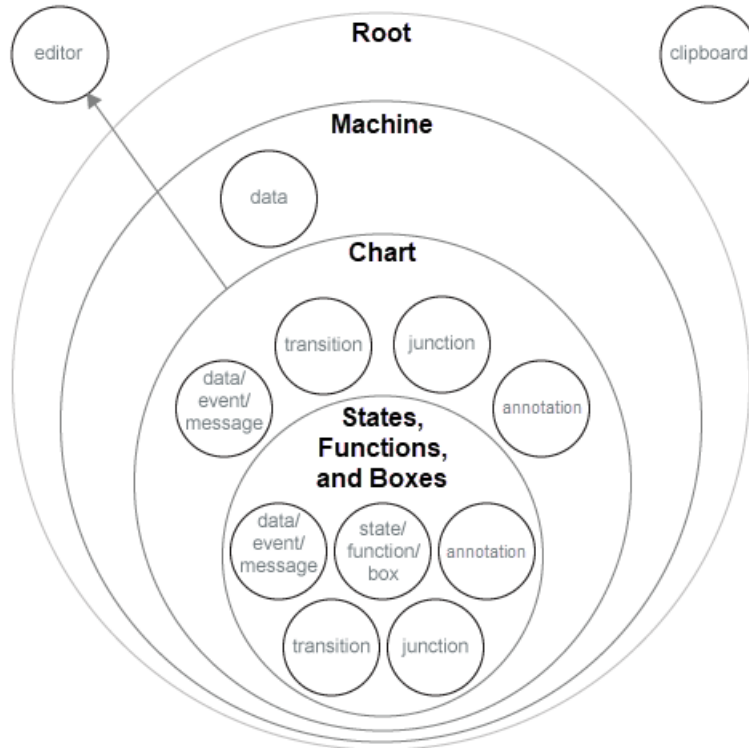 Root
editor
clipboard
Machine
data
Chart
transition
junction
data/
event/
message
annotation
States,
Functions,
and Boxes
data/
event/
message
state/
function/
box
annotation
transition
junction